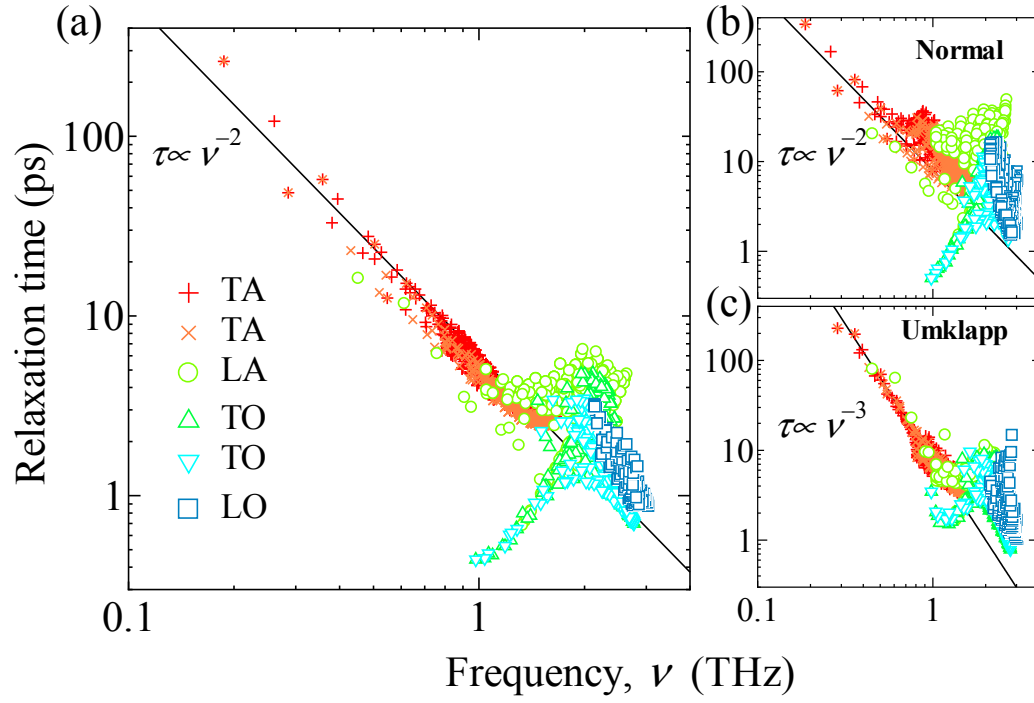 (a)
τ∝ν⁻²
Relaxation time (ps)
100
10
1
+ TA
× TA
○ LA
△ TO
▽ TO
□ LO
0.1
1
(b)
Normal
τ∝ν⁻²
100
10
1
(c)
Umklapp
τ∝ν⁻³
100
10
1
0.1
1
Frequency, ν (THz)